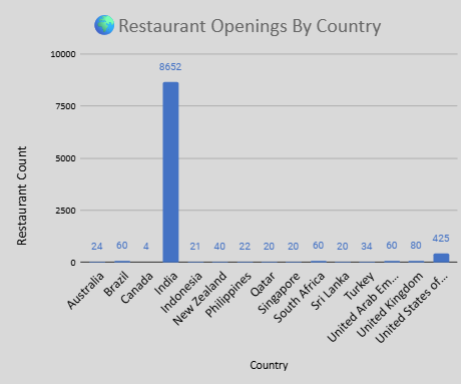 Restaurant Openings By Country
10000
7500
5000
2500
0
Restaurant Count
24
60
4
8652
21
40
22
20
20
60
20
34
60
80
425
Australia
Brazil
Canada
India
Indonesia
New Zealand
Philippines
Qatar
Singapore
South Africa
Sri Lanka
Turkey
United Arab Em...
United Kingdom
United States of...
Country